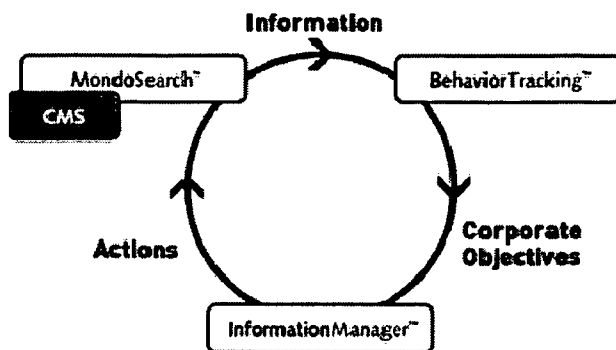 Information
MondoSearch™
BehaviorTracking™
CMS
Actions
Corporate
Objectives
InformationManager™